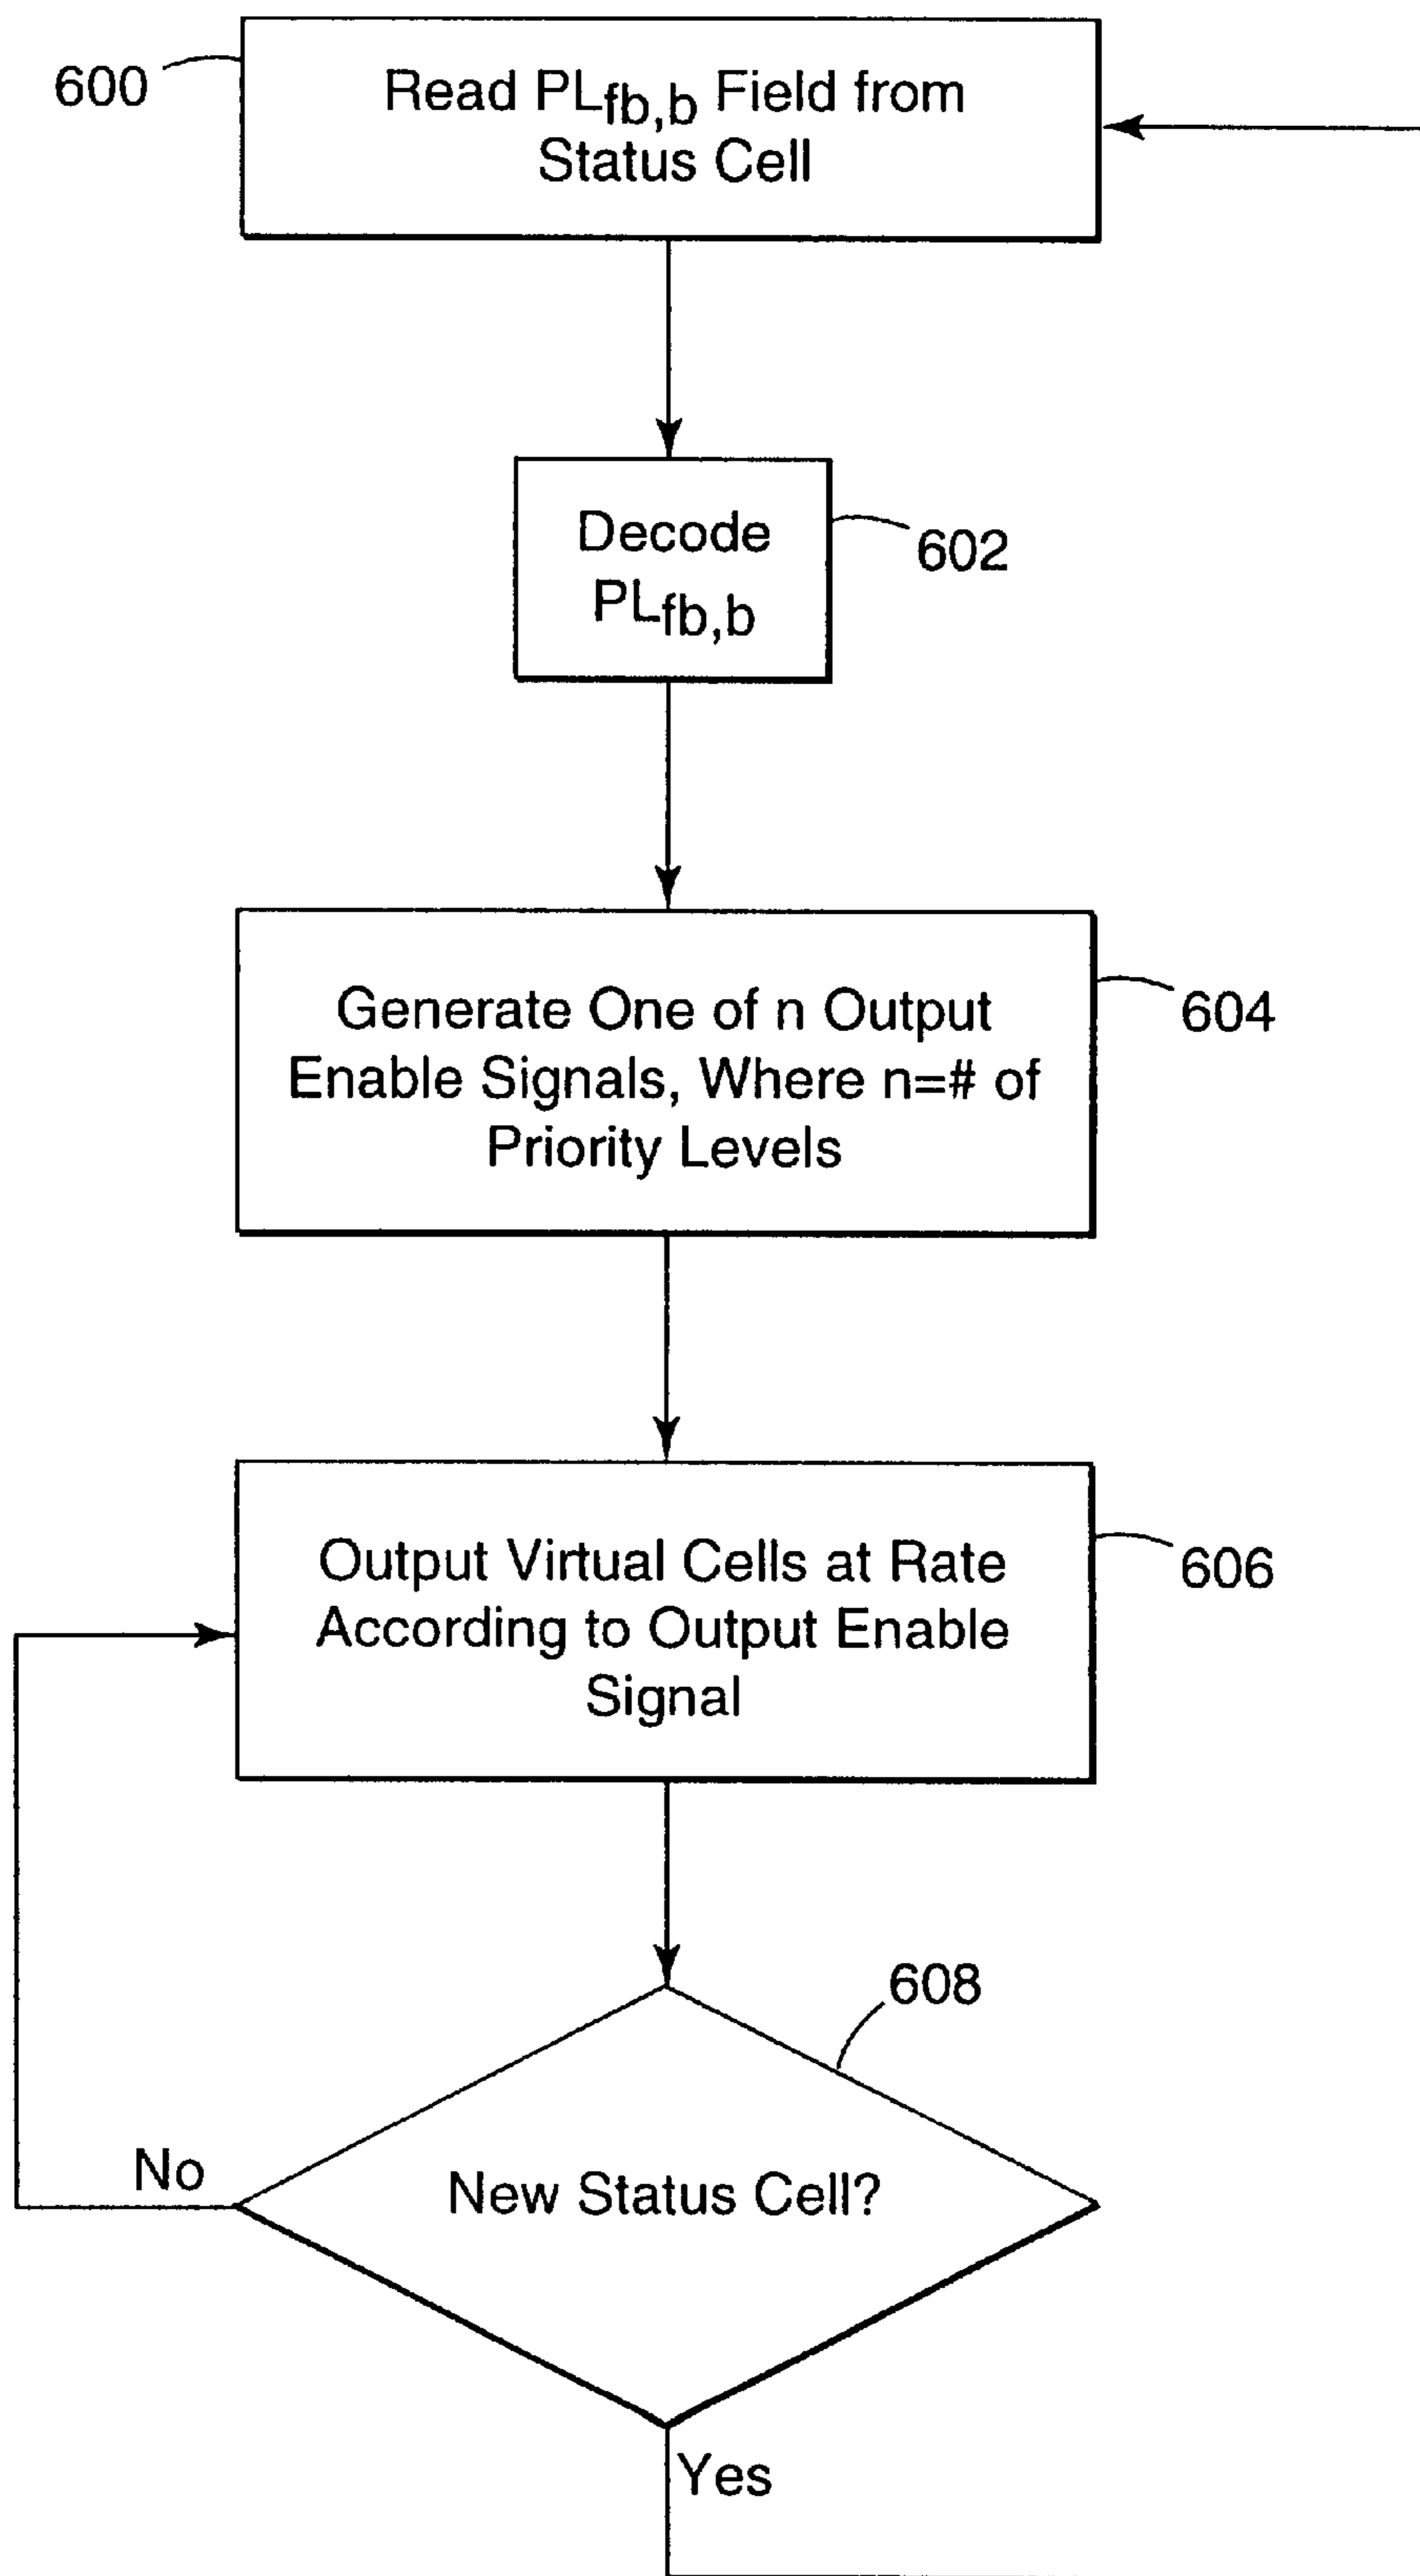 600
Read PLfb,b Field from
Status Cell
Decode
PLfb,b
602
Generate One of n Output
Enable Signals, Where n=# of
Priority Levels
604
Output Virtual Cells at Rate
According to Output Enable
Signal
606
608
New Status Cell?
No
Yes